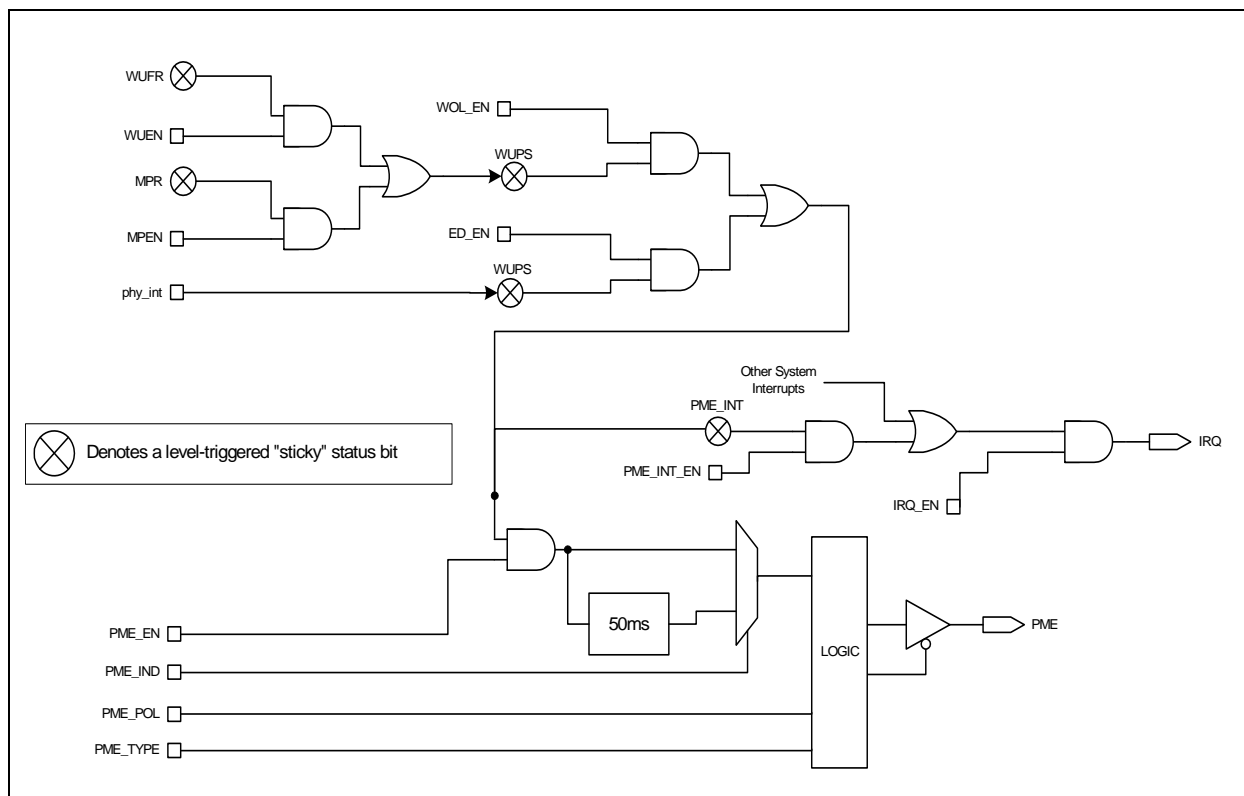 WUFR
WOL_EN
WUEN
WUPS
MPR
ED_EN
MPEN
WUPS
phy_int
Other System
Interrupts
PME_INT
IRQ
Denotes a level-triggered "sticky" status bit
PME_INT_EN
IRQ_EN
50ms
PME_EN
PME
LOGIC
PME_IND
PME_POL
PME_TYPE